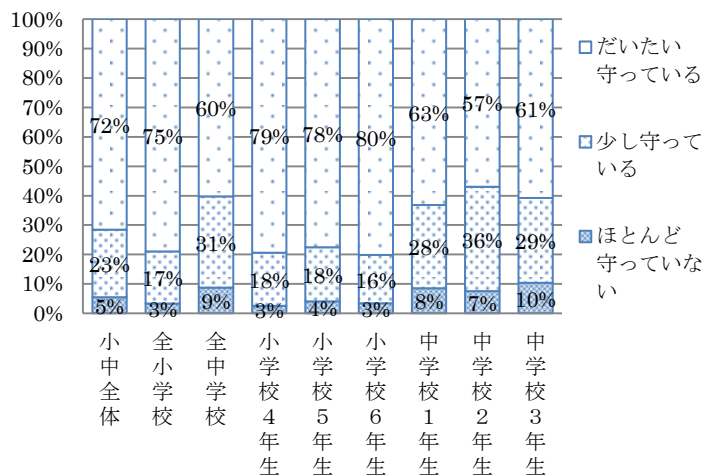 100%
90%
80%
70%
60%
50%
40%
30%
20%
10%
0%
72% 75% 60% 79% 78% 80% 63% 57% 61%
23% 17% 31% 18% 18% 16% 28% 36% 29%
5% 3% 9% 3% 4% 3% 8% 7% 10%
小中全体
全小学校
全中学校
小学校4年生
小学校5年生
小学校6年生
中学校1年生
中学校2年生
中学校3年生
だいたい
守っている
少し守って
いる
ほとんど
守っていな
い